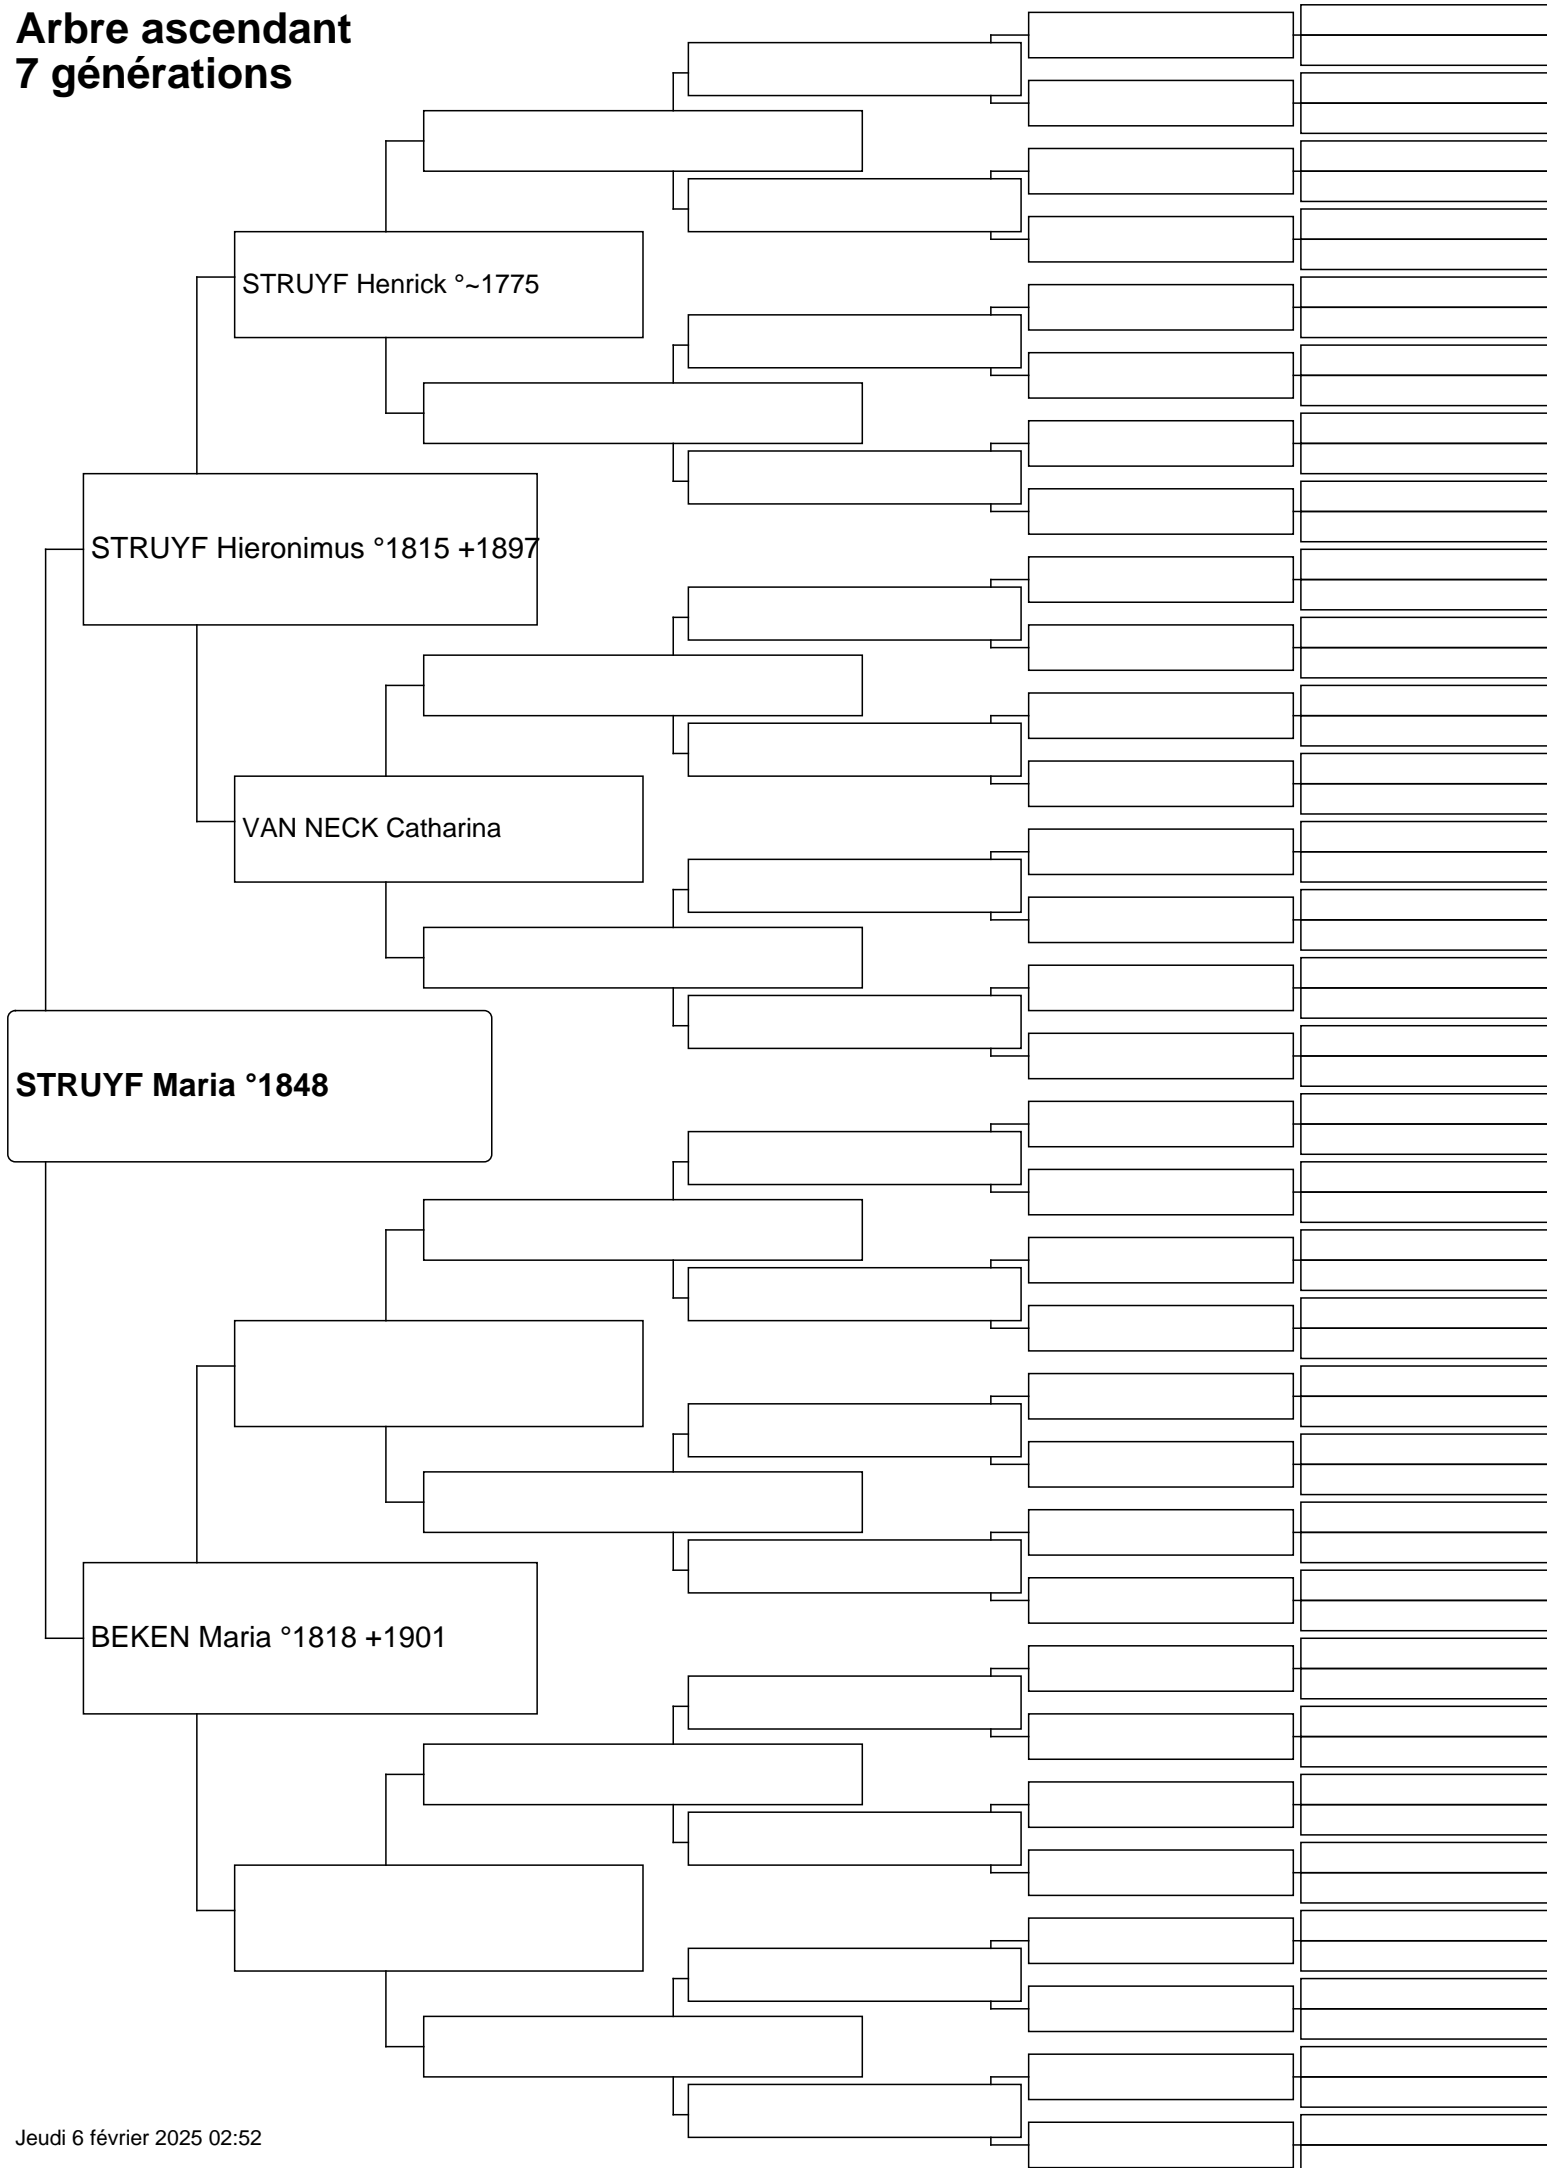 Arbre ascendant
7 générations
STRUYF Henrick °~1775
STRUYF Hieronimus °1815 +1897
VAN NECK Catharina
STRUYF Maria °1848
BEKEN Maria °1818 +1901
Jeudi 6 février 2025 02:52